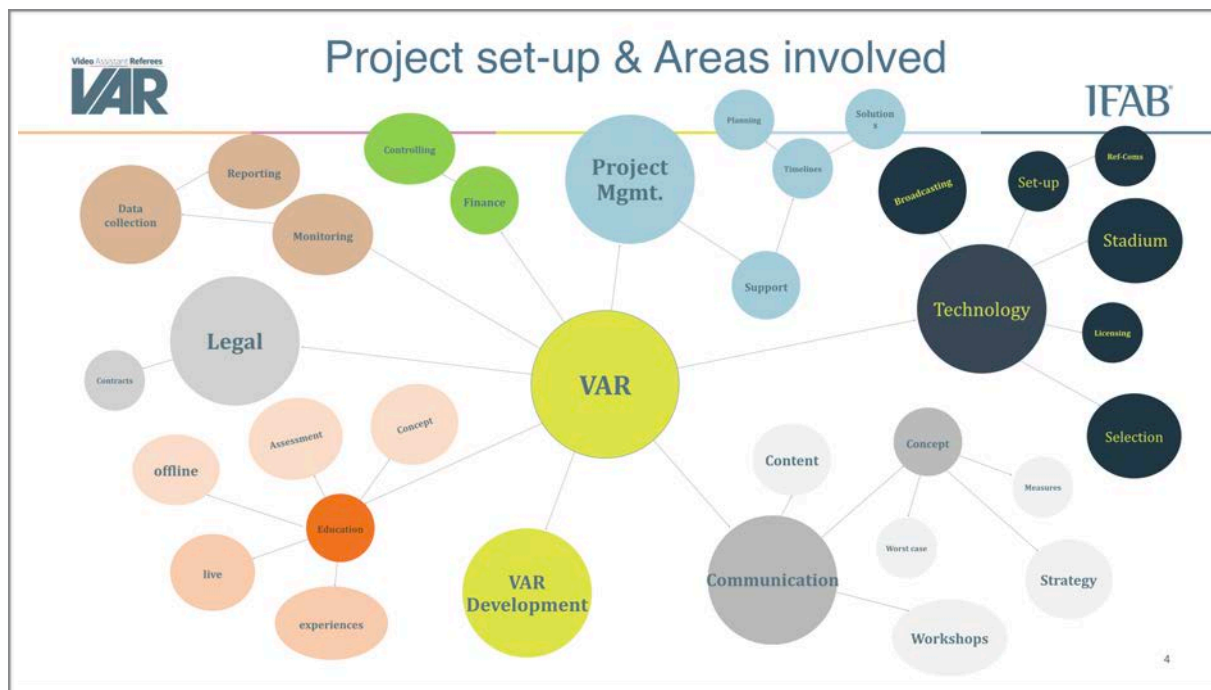 Project set-up & Areas involved
Video Assistant Referees
VAR
IFAB®
Planning
Solution
s
Controlling
Project
Mgmt.
Timelines
Ref-Coms
Reporting
Broadcasting
Set-up
Data
collection
Finance
Monitoring
Stadium
Support
Technology
Legal
Licensing
Contracts
VAR
Assessment
Concept
Concept
Selection
offline
Content
Measures
Education
Worst case
live
VAR
Development
Communication
Strategy
experiences
Workshops
4